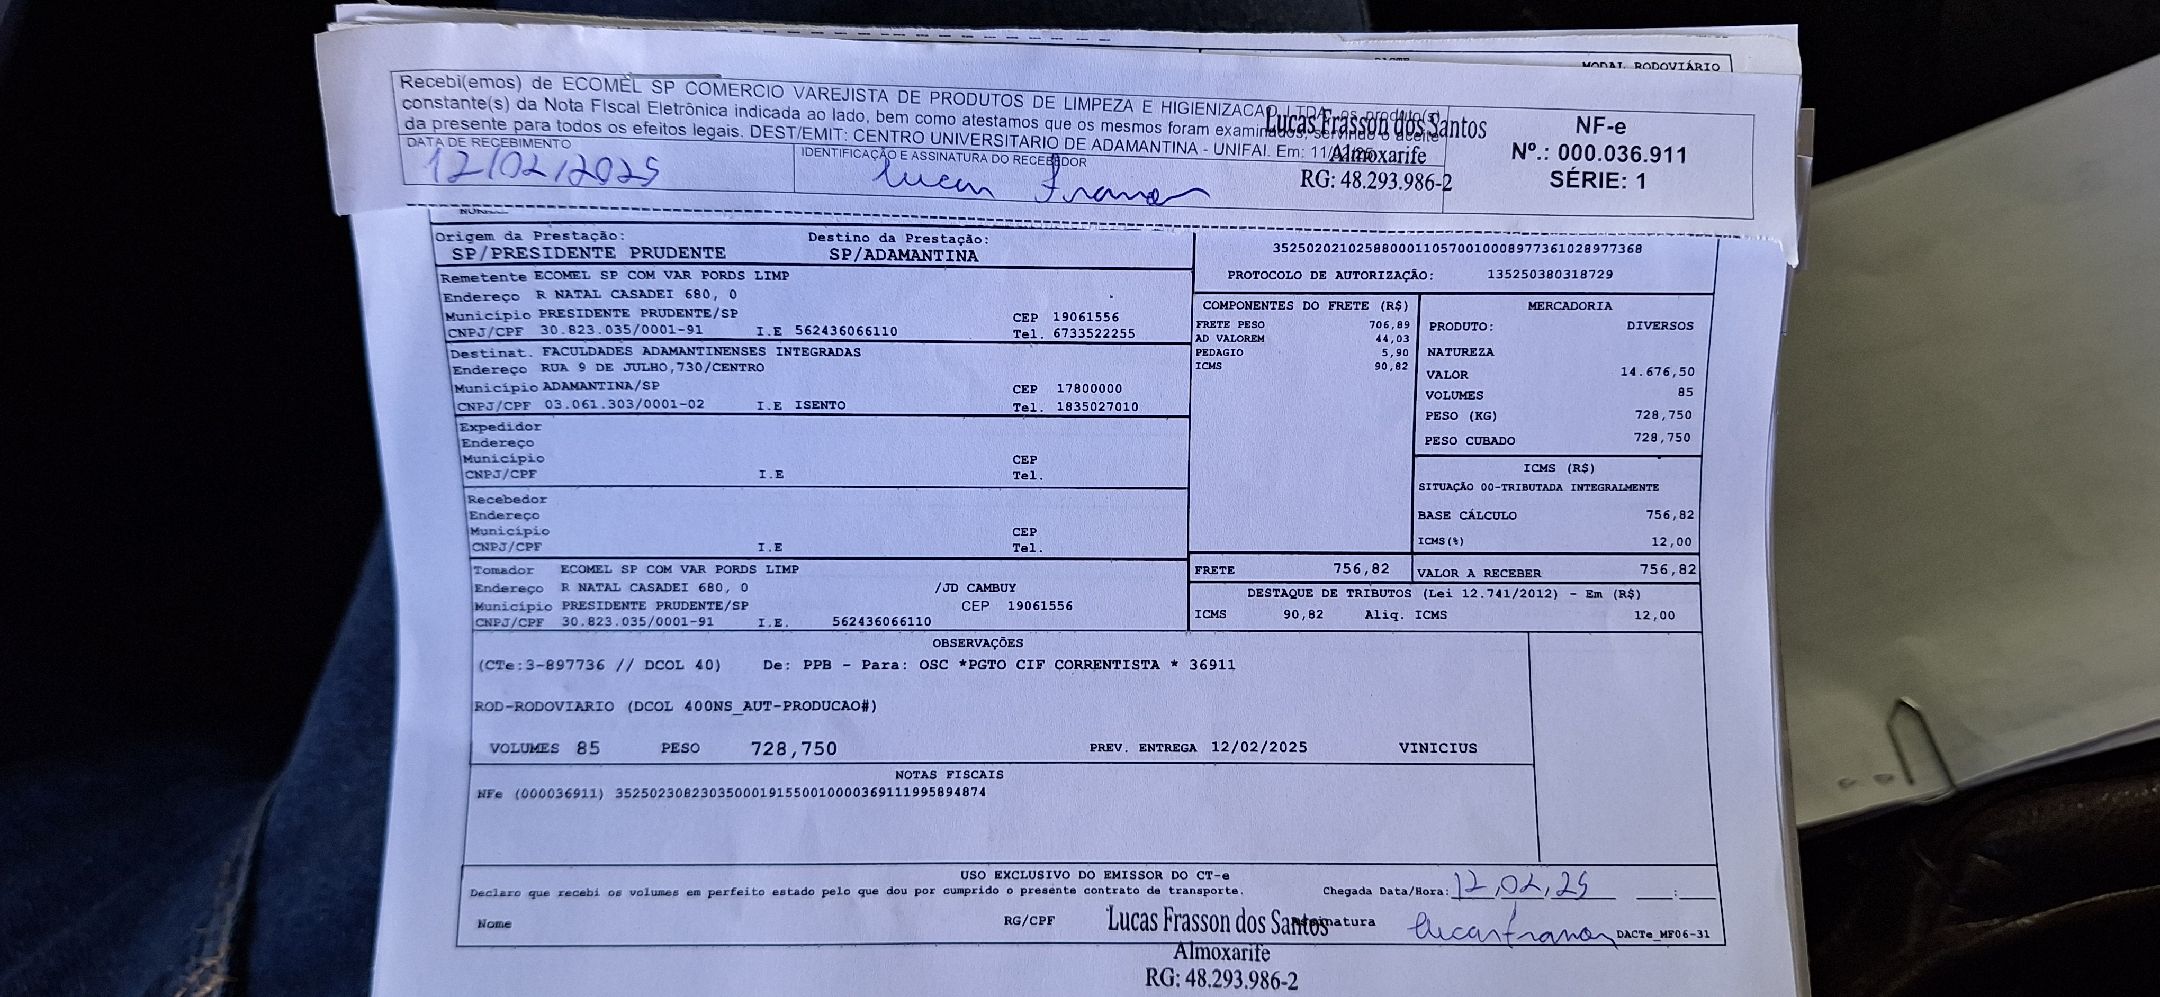 MODAL RODOVIÁRIO
Recebi(emos) de ECOMEL SP COMERCIO VAREJISTA DE PRODUTOS DE LIMPEZA E HIGIENIZACAO LTDA os produto(s)
constante(s) da Nota FIscal Eletrônica indicada ao lado, bem como atestamos que os mesmos foram examinados, servindo o aceite
da presente para todos os efeitos legais. DEST/EMIT: CENTRO UNIVERSITARIO DE ADAMANTINA - UNIFAI. Em: 11/
Lucas Frasson dos Santos
Almoxarife
RG: 48.293.986-2
NF-e
Nº.: 000.036.911
SÉRIE: 1
DATA DE RECEBIMENTO
12/02/2025
IDENTIFICAÇÃO E ASSINATURA DO RECEBEDOR
Lucas Frasson
NORMAL
Origem da Prestação:
SP/PRESIDENTE PRUDENTE
Destino da Prestação:
SP/ADAMANTINA
35250202102588000110570010008977361028977368
PROTOCOLO DE AUTORIZAÇÃO: 135250380318729
Remetente ECOMEL SP COM VAR PORDS LIMP
Endereço R NATAL CASADEI 680, 0
Município PRESIDENTE PRUDENTE/SP CEP 19061556
CNPJ/CPF 30.823.035/0001-91 I.E 562436066110 Tel. 6733522255
Destinat. FACULDADES ADAMANTINENSES INTEGRADAS
Endereço RUA 9 DE JULHO,730/CENTRO
Município ADAMANTINA/SP CEP 17800000
CNPJ/CPF 03.061.303/0001-02 I.E ISENTO Tel. 1835027010
Expedidor
Endereço
Município CEP
CNPJ/CPF I.E Tel.
Recebedor
Endereço
Município CEP
CNPJ/CPF I.E Tel.
Tomador ECOMEL SP COM VAR PORDS LIMP
Endereço R NATAL CASADEI 680, 0 /JD CAMBUY
Município PRESIDENTE PRUDENTE/SP CEP 19061556
CNPJ/CPF 30.823.035/0001-91 I.E. 562436066110
COMPONENTES DO FRETE (R$)
FRETE PESO 706,89
AD VALOREM 44,03
PEDAGIO 5,90
ICMS 90,82
MERCADORIA
PRODUTO: DIVERSOS
NATUREZA
VALOR 14.676,50
VOLUMES 85
PESO (KG) 728,750
PESO CUBADO 728,750
ICMS (R$)
SITUAÇÃO 00-TRIBUTADA INTEGRALMENTE
BASE CÁLCULO 756,82
ICMS(%) 12,00
FRETE 756,82
VALOR A RECEBER 756,82
DESTAQUE DE TRIBUTOS (Lei 12.741/2012) - Em (R$)
ICMS 90,82 Aliq. ICMS 12,00
OBSERVAÇÕES
(CTe:3-897736 // DCOL 40) De: PPB - Para: OSC *PGTO CIF CORRENTISTA * 36911
ROD-RODOVIARIO (DCOL 400NS_AUT-PRODUCAO#)
VOLUMES 85 PESO 728,750 PREV. ENTREGA 12/02/2025 VINICIUS
NOTAS FISCAIS
NFe (000036911) 35250230823035000191550010000369111995894874
USO EXCLUSIVO DO EMISSOR DO CT-e
Declaro que recebi os volumes em perfeito estado pelo que dou por cumprido o presente contrato de transporte.
Chegada Data/Hora: 12,02,25 :
Nome RG/CPF Assinatura Lucas Frasson DACTe_MF06-31
Lucas Frasson dos Santos
Almoxarife
RG: 48.293.986-2